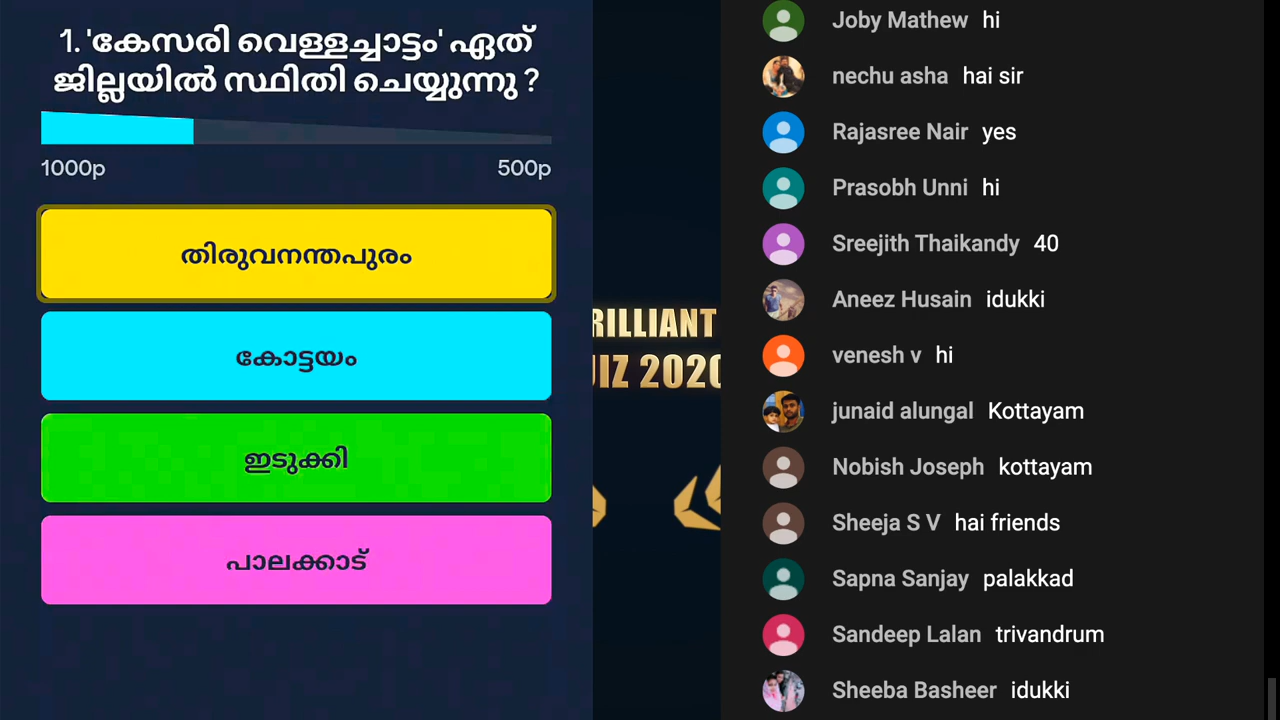 1. 'കേസരി വെള്ളച്ചാട്ടം' ഏത്
ജില്ലയിൽ സ്ഥിതി ചെയ്യുന്നു ?
1000p 500p
തിരുവനന്തപുരം
കോട്ടയം
ഇടുക്കി
പാലക്കാട്
RILLIANT
IZ 2020
Joby Mathew hi
nechu asha hai sir
Rajasree Nair yes
Prasobh Unni hi
Sreejith Thaikandy 40
Aneez Husain idukki
venesh v hi
junaid alungal Kottayam
Nobish Joseph kottayam
Sheeja S V hai friends
Sapna Sanjay palakkad
Sandeep Lalan trivandrum
Sheeba Basheer idukki